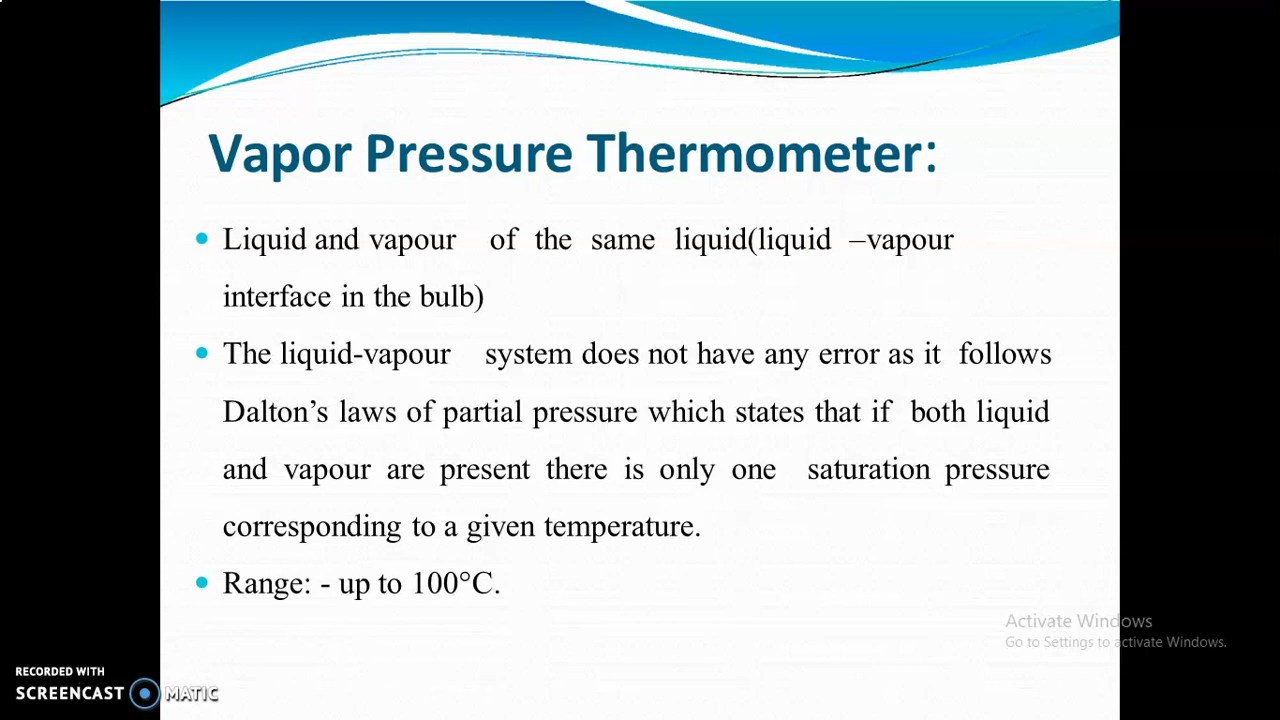 Vapor Pressure Thermometer:
Liquid and vapour of the same liquid(liquid –vapour
interface in the bulb)
The liquid-vapour system does not have any error as it follows
Dalton’s laws of partial pressure which states that if both liquid
and vapour are present there is only one saturation pressure
corresponding to a given temperature.
Range: - up to 100°C.
Activate Windows
Go to Settings to activate Windows.
RECORDED WITH
SCREENCAST MATIC